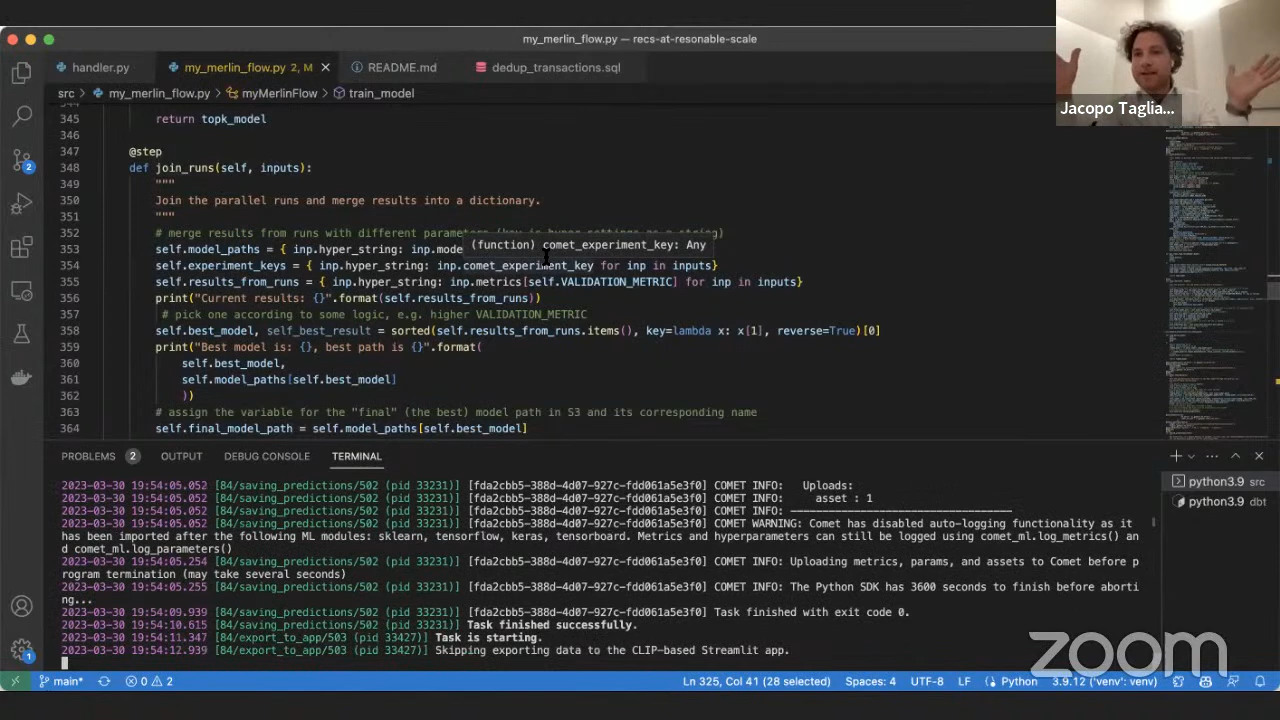 my_merlin_flow.py — recs-at-resonable-scale
handler.py
my_merlin_flow.py 2, M
README.md
dedup_transactions.sql
Jacopo Taglia...
src > my_merlin_flow.py > myMerlinFlow > train_model
344
345 return topk_model
346
347 @step
348 def join_runs(self, inputs):
349 """
350 Join the parallel runs and merge results into a dictionary.
351 """
352 # merge results from runs with different parameters (key is hyper settings as a string)
353 self.model_paths = { inp.hyper_string: inp.mode
(function) comet_experiment_key: Any
354 self.experiment_keys = { inp.hyper_string: inp.comet_experiment_key for inp in inputs}
355 self.results_from_runs = { inp.hyper_string: inp.metrics[self.VALIDATION_METRIC] for inp in inputs}
356 print("Current results: {}".format(self.results_from_runs))
357 # pick one according to some logic, e.g. higher VALIDATION_METRIC
358 self.best_model, self_best_result = sorted(self.results_from_runs.items(), key=lambda x: x[1], reverse=True)[0]
359 print("Best model is: {}, best path is {}".format(
360 self.best_model,
361 self.model_paths[self.best_model]
362 ))
363 # assign the variable for the "final" (the best) model path in S3 and its corresponding name
364 self.final_model_path = self.model_paths[self.best_model]
PROBLEMS 2 OUTPUT DEBUG CONSOLE TERMINAL
2023-03-30 19:54:05.052 [84/saving_predictions/502 (pid 33231)] [fda2cbb5-388d-4d07-927c-fdd061a5e3f0] COMET INFO: Uploads:
2023-03-30 19:54:05.052 [84/saving_predictions/502 (pid 33231)] [fda2cbb5-388d-4d07-927c-fdd061a5e3f0] COMET INFO: asset : 1
2023-03-30 19:54:05.052 [84/saving_predictions/502 (pid 33231)] [fda2cbb5-388d-4d07-927c-fdd061a5e3f0] COMET INFO: ---------------------------------
2023-03-30 19:54:05.052 [84/saving_predictions/502 (pid 33231)] [fda2cbb5-388d-4d07-927c-fdd061a5e3f0] COMET WARNING: Comet has disabled auto-logging functionality as it
has been imported after the following ML modules: sklearn, tensorflow, keras, tensorboard. Metrics and hyperparameters can still be logged using comet_ml.log_metrics() an
d comet_ml.log_parameters()
2023-03-30 19:54:05.254 [84/saving_predictions/502 (pid 33231)] [fda2cbb5-388d-4d07-927c-fdd061a5e3f0] COMET INFO: Uploading metrics, params, and assets to Comet before p
rogram termination (may take several seconds)
2023-03-30 19:54:05.255 [84/saving_predictions/502 (pid 33231)] [fda2cbb5-388d-4d07-927c-fdd061a5e3f0] COMET INFO: The Python SDK has 3600 seconds to finish before aborti
ng...
2023-03-30 19:54:09.939 [84/saving_predictions/502 (pid 33231)] [fda2cbb5-388d-4d07-927c-fdd061a5e3f0] Task finished with exit code 0.
2023-03-30 19:54:10.615 [84/saving_predictions/502 (pid 33231)] Task finished successfully.
2023-03-30 19:54:11.347 [84/export_to_app/503 (pid 33427)] Task is starting.
2023-03-30 19:54:12.939 [84/export_to_app/503 (pid 33427)] Skipping exporting data to the CLIP-based Streamlit app.
python3.9 src
python3.9 dbt
2
1
zoom
main* 0 2 Ln 325, Col 41 (28 selected) Spaces: 4 UTF-8 LF Python 3.9.12 ('venv': venv)